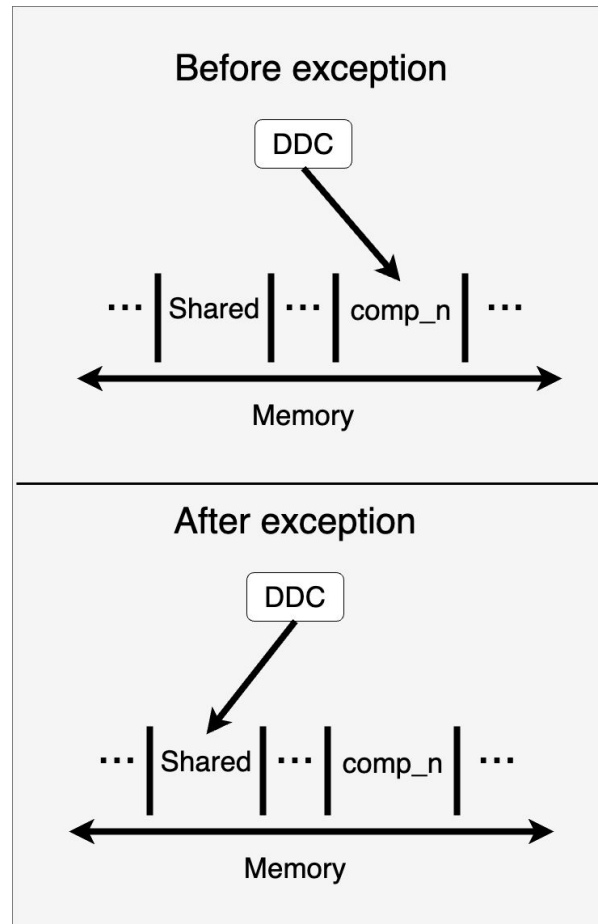 Before exception
DDC
... Shared ... comp_n ...
Memory
After exception
DDC
... Shared ... comp_n ...
Memory